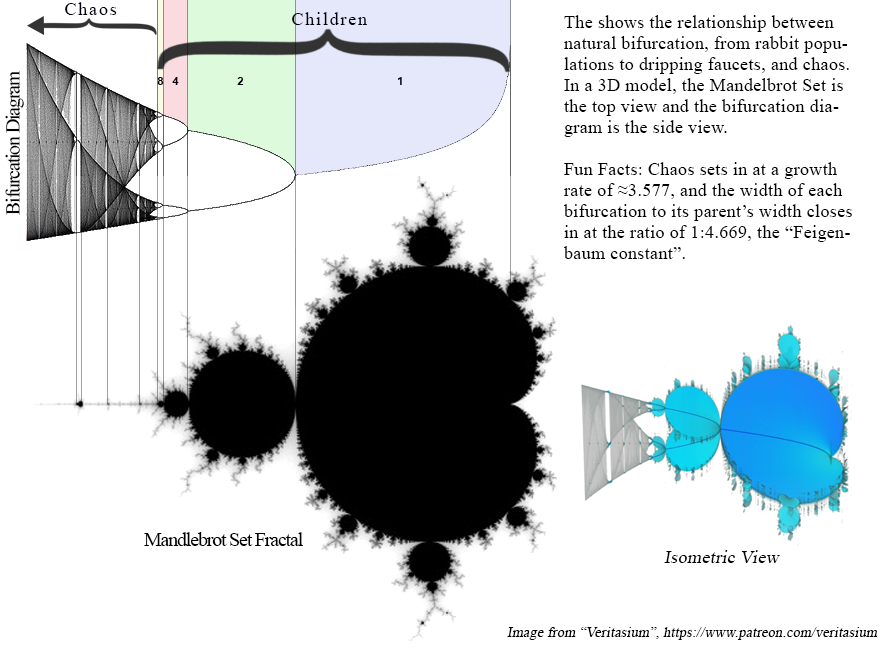 Chaos
Children
8 4 2 1
Bifurcation Diagram
The shows the relationship between
natural bifurcation, from rabbit popu-
lations to dripping faucets, and chaos.
In a 3D model, the Mandelbrot Set is
the top view and the bifurcation dia-
gram is the side view.
Fun Facts: Chaos sets in at a growth
rate of ≈3.577, and the width of each
bifurcation to its parent’s width closes
in at the ratio of 1:4.669, the “Feigen-
baum constant”.
Mandlebrot Set Fractal
Isometric View
Image from “Veritasium”, https://www.patreon.com/veritasium